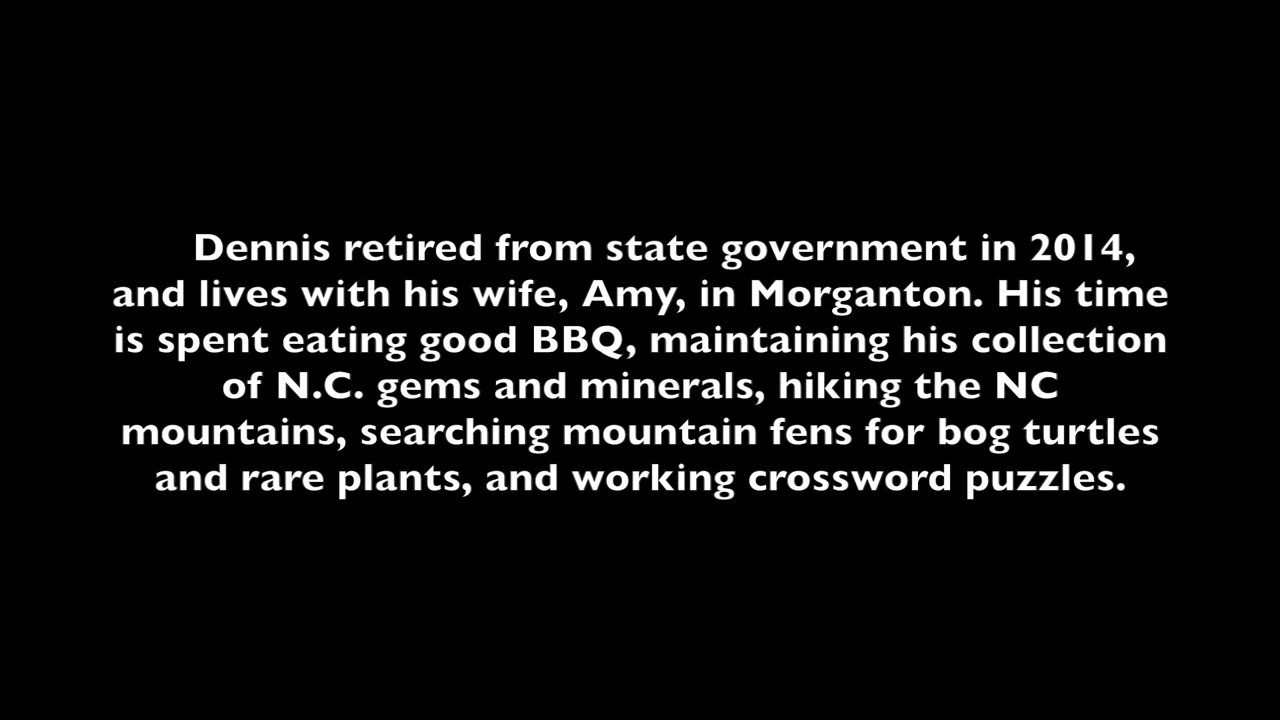 Dennis retired from state government in 2014,
and lives with his wife, Amy, in Morganton. His time
is spent eating good BBQ, maintaining his collection
of N.C. gems and minerals, hiking the NC
mountains, searching mountain fens for bog turtles
and rare plants, and working crossword puzzles.